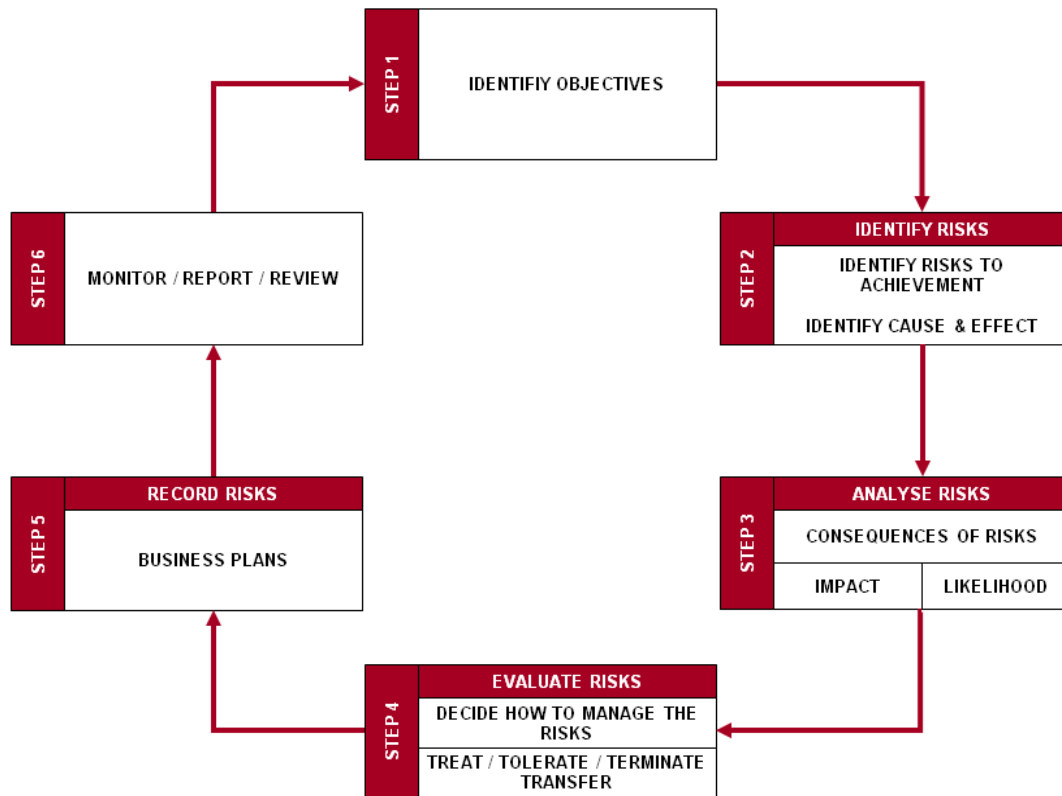 STEP 1
IDENTIFIY OBJECTIVES
STEP 2
IDENTIFY RISKS
IDENTIFY RISKS TO
ACHIEVEMENT
IDENTIFY CAUSE & EFFECT
STEP 3
ANALYSE RISKS
CONSEQUENCES OF RISKS
IMPACT
LIKELIHOOD
STEP 4
EVALUATE RISKS
DECIDE HOW TO MANAGE THE
RISKS
TREAT / TOLERATE / TERMINATE
TRANSFER
STEP 5
RECORD RISKS
BUSINESS PLANS
STEP 6
MONITOR / REPORT / REVIEW